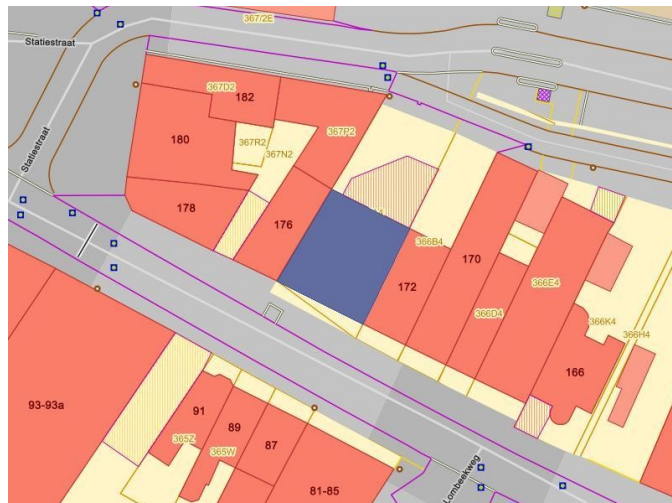 367/2E
Statiestraat
367D2
182
180
367R2
367N2
367P2
Statiestraat
178
176
366B4
170
172
366D4
366E4
366K4
366H4
166
93-93a
91
89
87
365Z
365W
81-85
Lombeekweg